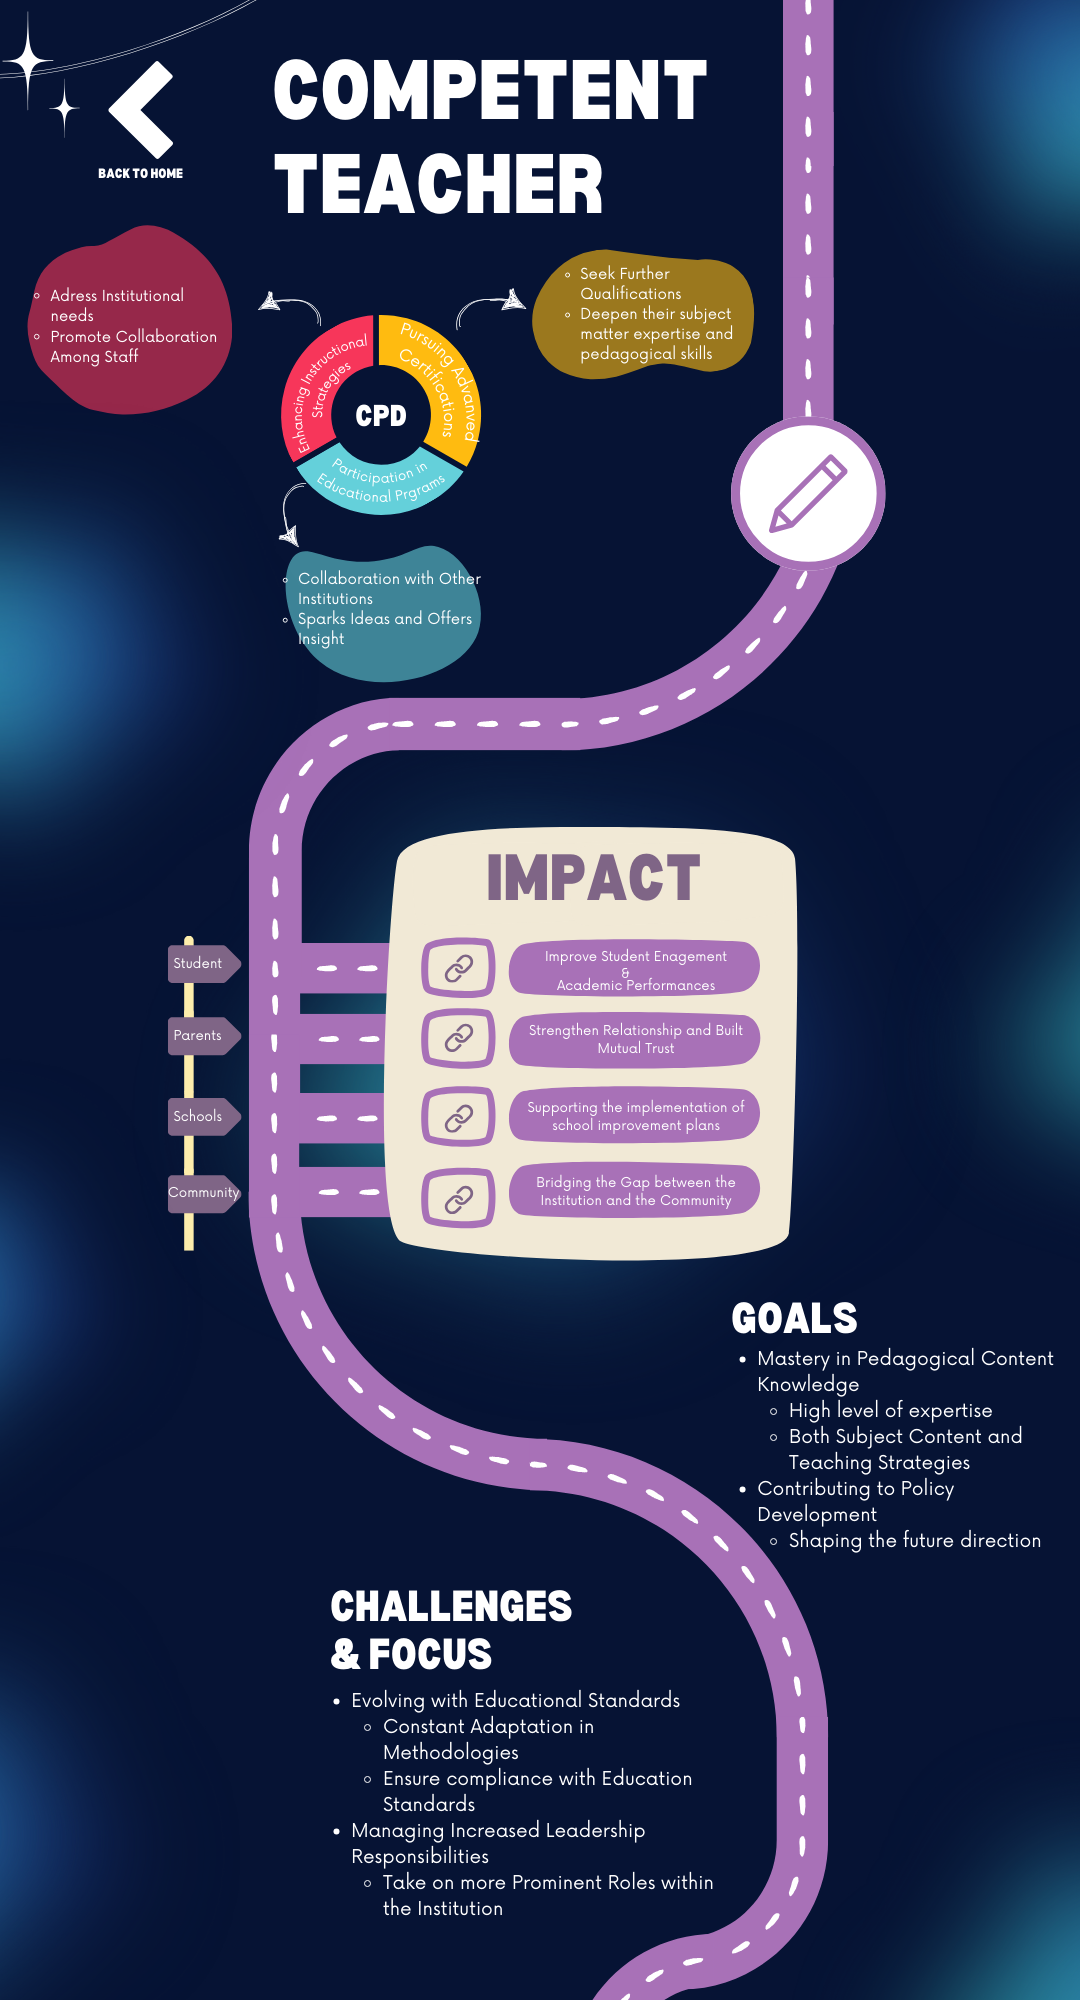 COMPETENT
TEACHER
BACK TO HOME
Adress Institutional
needs
Promote Collaboration
Among Staff
Seek Further
Qualifications
Deepen their subject
matter expertise and
pedagogical skills
Enhancing Instructional
Strategies
Pursuing Advanved
Certifications
CPD
Participation in
Educational Prgrams
Collaboration with Other
Institutions
Sparks Ideas and Offers
Insight
IMPACT
Student
Improve Student Enagement
&
Academic Performances
Parents
Strengthen Relationship and Built
Mutual Trust
Schools
Supporting the implementation of
school improvement plans
Community
Bridging the Gap between the
Institution and the Community
GOALS
Mastery in Pedagogical Content
Knowledge
High level of expertise
Both Subject Content and
Teaching Strategies
Contributing to Policy
Development
Shaping the future direction
CHALLENGES
& FOCUS
Evolving with Educational Standards
Constant Adaptation in
Methodologies
Ensure compliance with Education
Standards
Managing Increased Leadership
Responsibilities
Take on more Prominent Roles within
the Institution